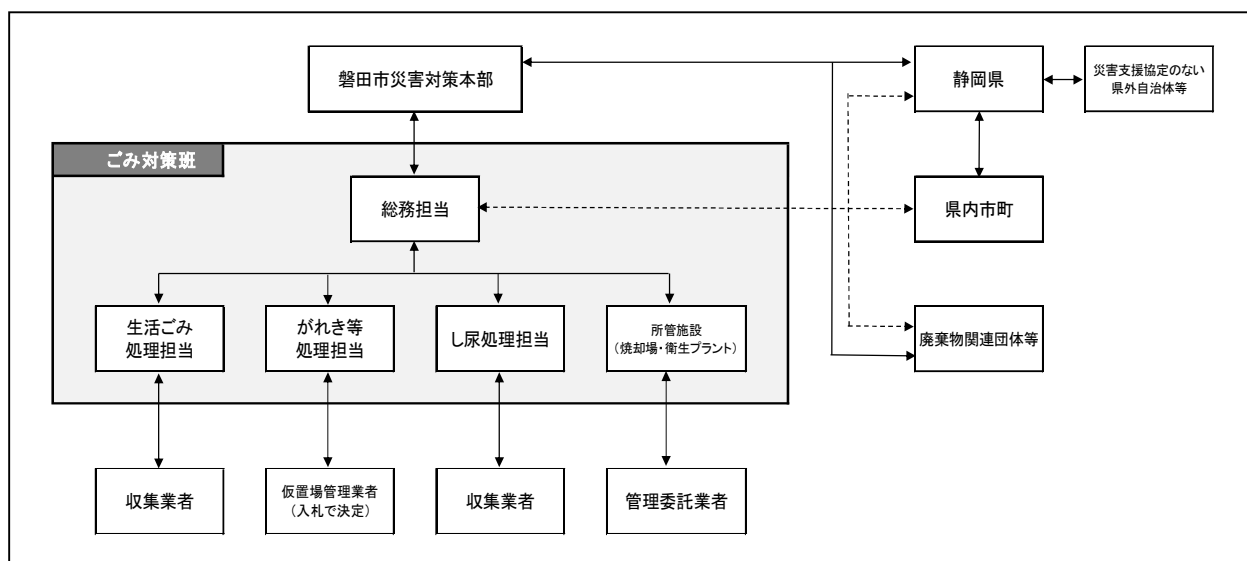 磐田市災害対策本部
静岡県
災害支援協定のない
県外自治体等
ごみ対策班
総務担当
県内市町
生活ごみ
処理担当
がれき等
処理担当
し尿処理担当
所管施設
(焼却場・衛生プラント)
廃棄物関連団体等
収集業者
仮置場管理業者
(入札で決定)
収集業者
管理委託業者